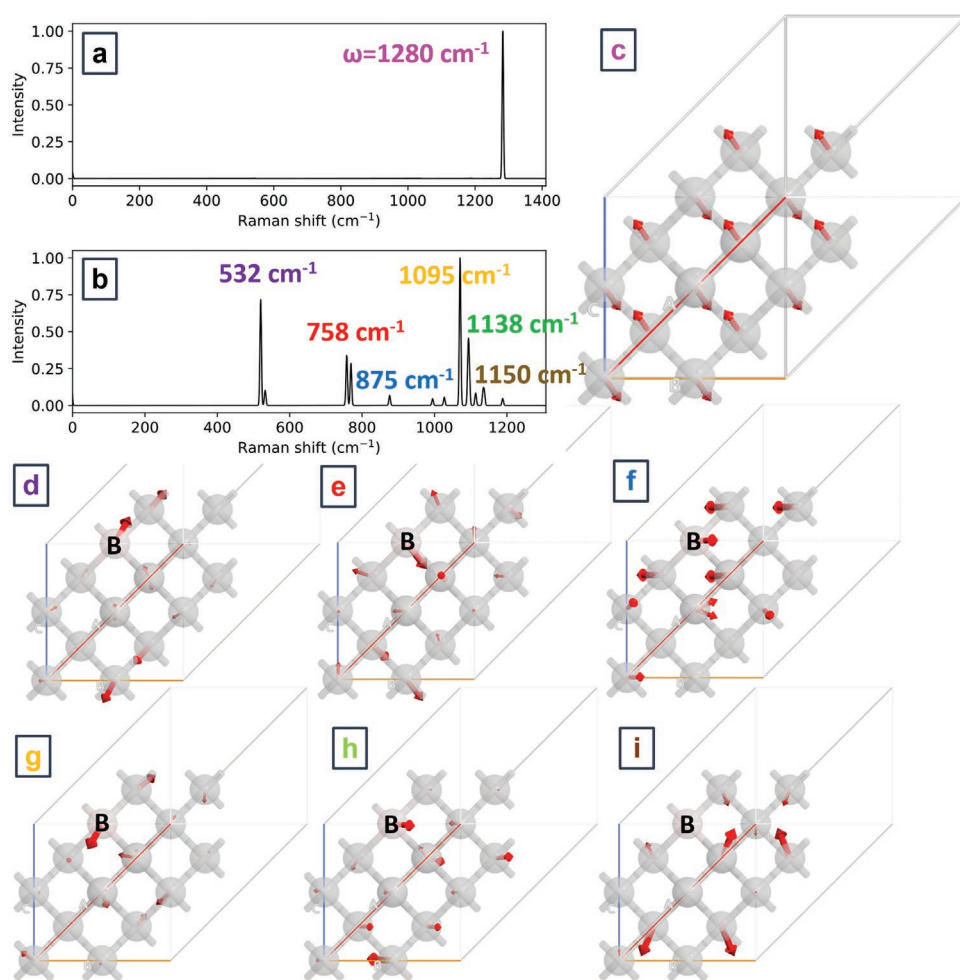 a
ω=1280 cm⁻¹
1.00
0.75
0.50
0.25
0.00
Intensity
0 200 400 600 800 1000 1200 1400
Raman shift (cm⁻¹)
b
532 cm⁻¹
1095 cm⁻¹
758 cm⁻¹
1138 cm⁻¹
875 cm⁻¹
1150 cm⁻¹
1.00
0.75
0.50
0.25
0.00
Intensity
0 200 400 600 800 1000 1200
Raman shift (cm⁻¹)
c
C
A
B
d
B
C
A
B
e
B
C
A
B
f
B
C
A
B
g
B
C
A
B
h
B
C
A
B
i
B
C
A
B